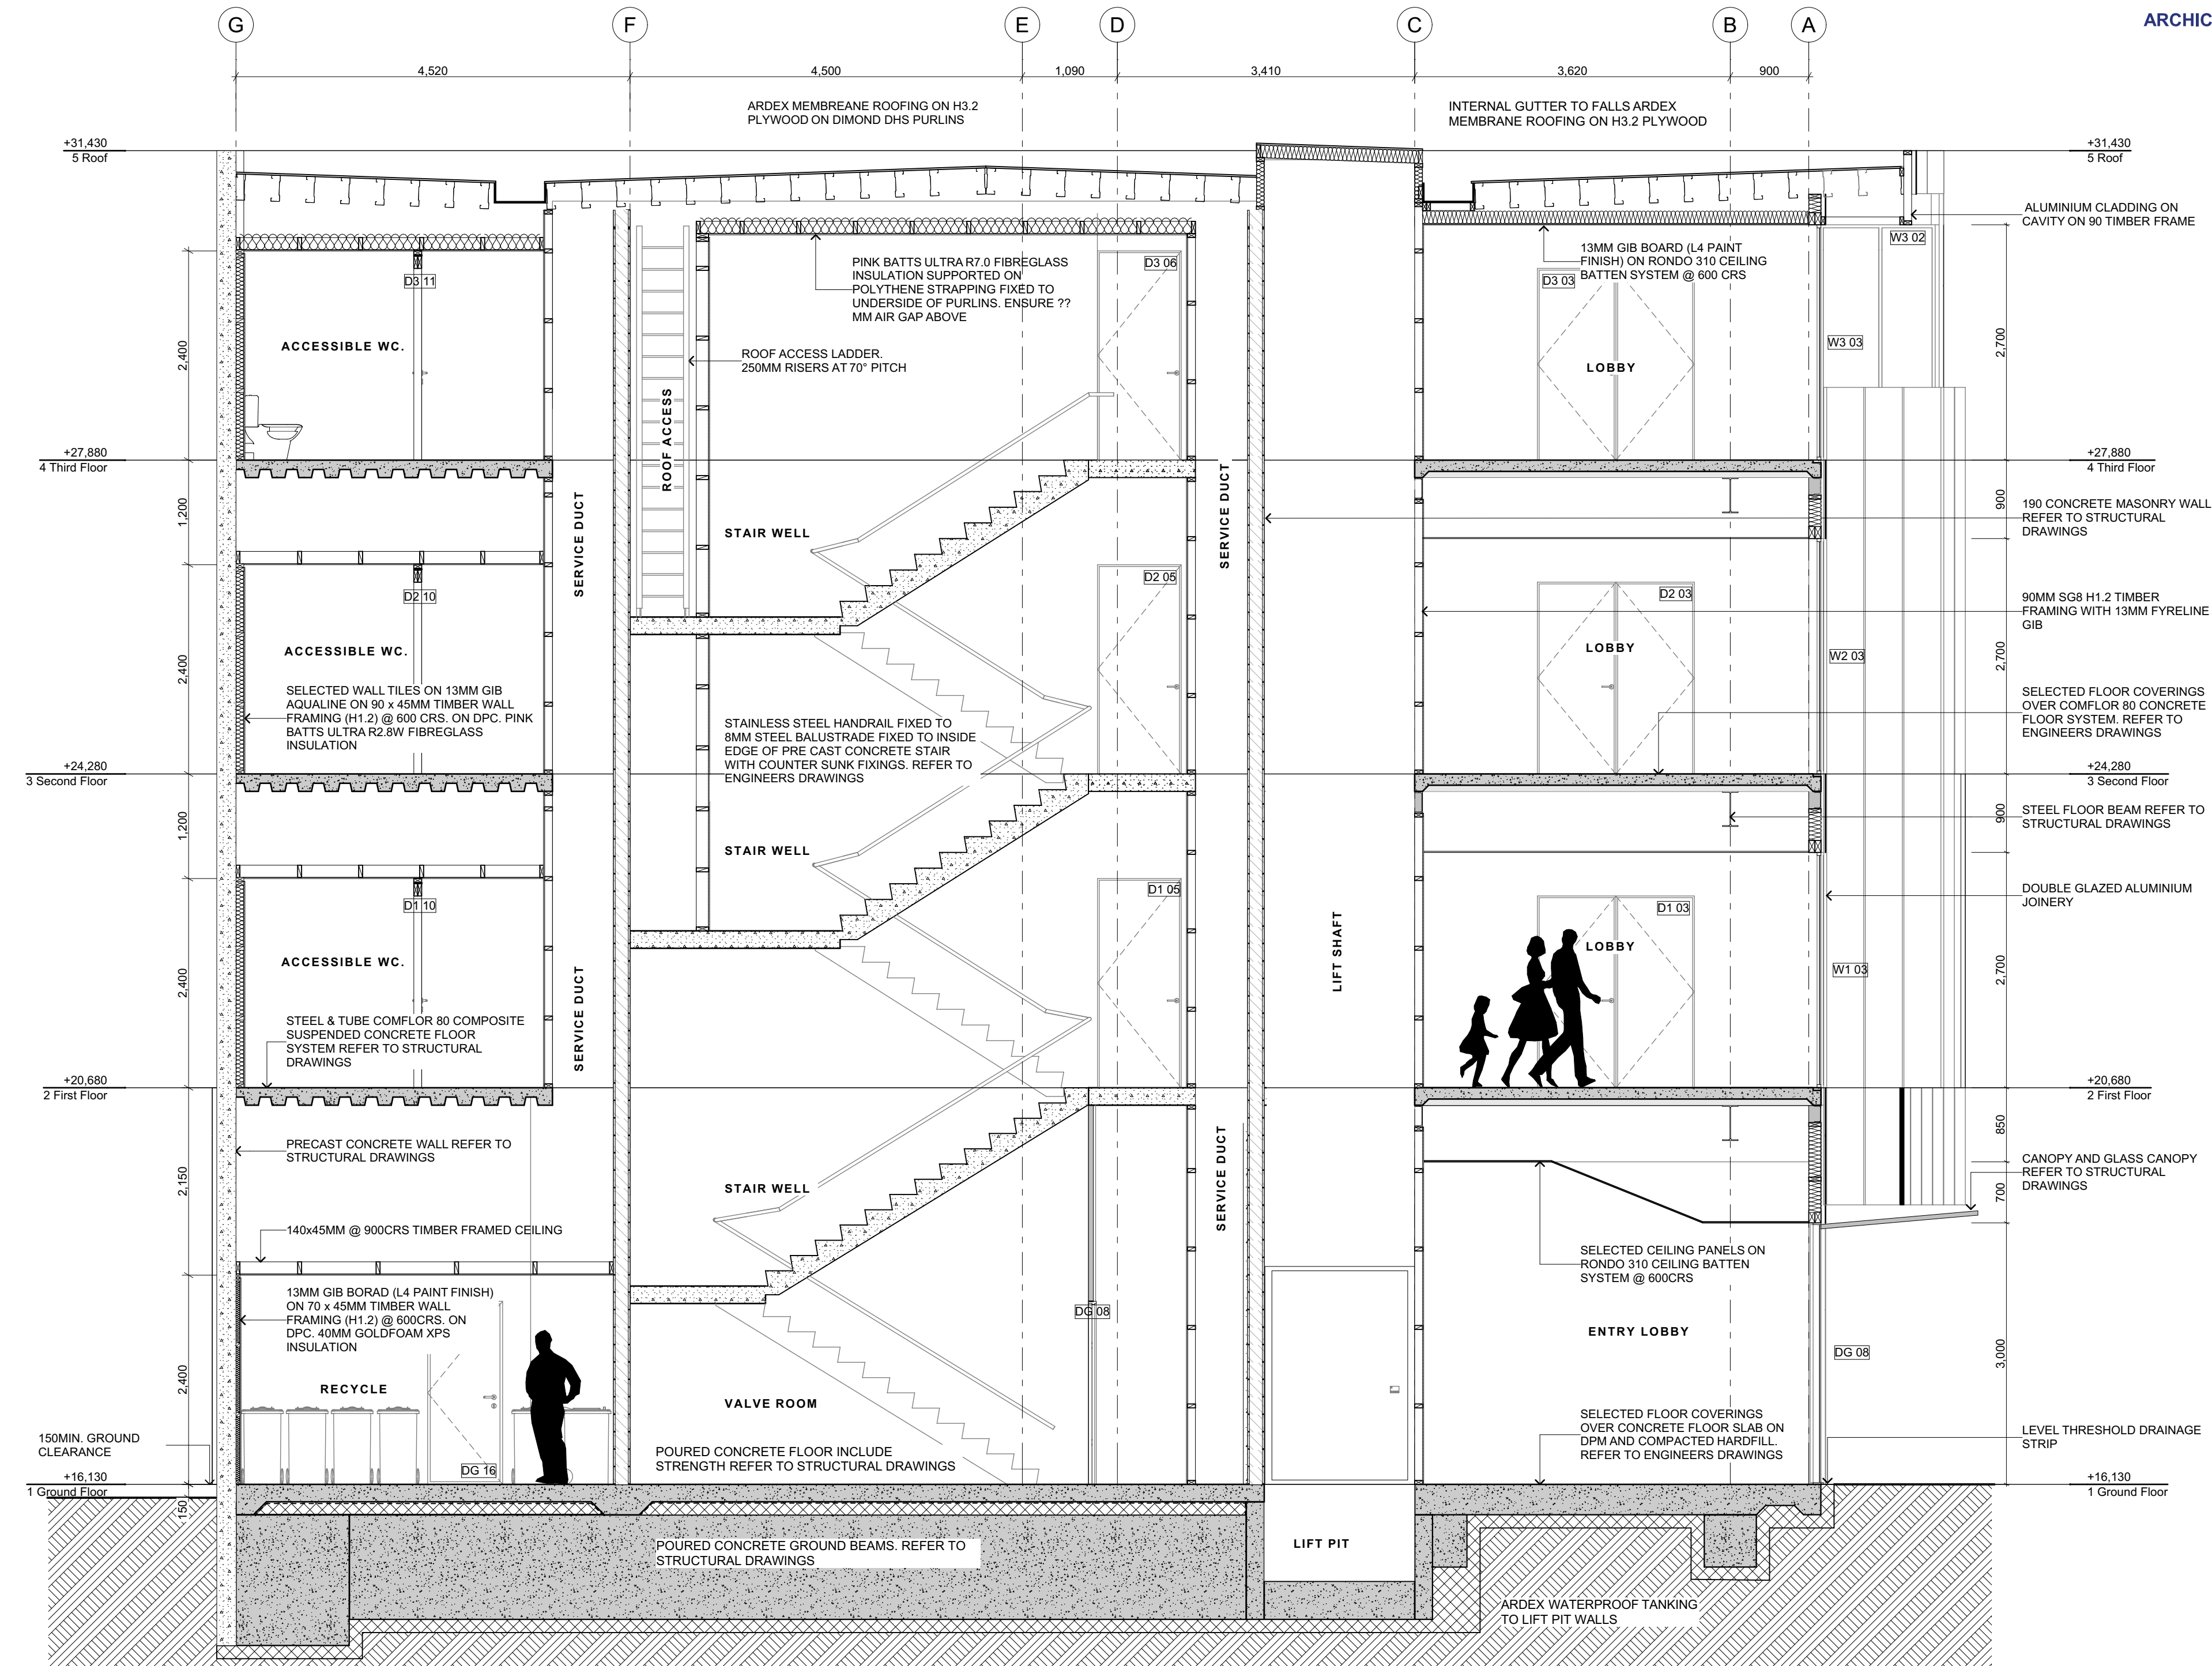 G
F
E
D
C
B
A
ARCHIC
4,520
4,500
1,090
3,410
3,620
900
ARDEX MEMBREANE ROOFING ON H3.2
PLYWOOD ON DIMOND DHS PURLINS
INTERNAL GUTTER TO FALLS ARDEX
MEMBRANE ROOFING ON H3.2 PLYWOOD
+31,430
5 Roof
+31,430
5 Roof
ALUMINIUM CLADDING ON
CAVITY ON 90 TIMBER FRAME
W3 02
13MM GIB BOARD (L4 PAINT
FINISH) ON RONDO 310 CEILING
BATTEN SYSTEM @ 600 CRS
D3 03
D3 06
PINK BATTS ULTRA R7.0 FIBREGLASS
INSULATION SUPPORTED ON
POLYTHENE STRAPPING FIXED TO
UNDERSIDE OF PURLINS. ENSURE ??
MM AIR GAP ABOVE
D3 11
ACCESSIBLE WC.
2,400
ROOF ACCESS LADDER.
250MM RISERS AT 70° PITCH
ROOF ACCESS
LOBBY
W3 03
2,700
+27,880
4 Third Floor
+27,880
4 Third Floor
1,200
SERVICE DUCT
STAIR WELL
SERVICE DUCT
900
190 CONCRETE MASONRY WALL
REFER TO STRUCTURAL
DRAWINGS
D2 10
D2 05
D2 03
90MM SG8 H1.2 TIMBER
FRAMING WITH 13MM FYRELINE
GIB
ACCESSIBLE WC.
2,400
LOBBY
W2 03
2,700
SELECTED WALL TILES ON 13MM GIB
AQUALINE ON 90 x 45MM TIMBER WALL
FRAMING (H1.2) @ 600 CRS. ON DPC. PINK
BATTS ULTRA R2.8W FIBREGLASS
INSULATION
STAINLESS STEEL HANDRAIL FIXED TO
8MM STEEL BALUSTRADE FIXED TO INSIDE
EDGE OF PRE CAST CONCRETE STAIR
WITH COUNTER SUNK FIXINGS. REFER TO
ENGINEERS DRAWINGS
SELECTED FLOOR COVERINGS
OVER COMFLOR 80 CONCRETE
FLOOR SYSTEM. REFER TO
ENGINEERS DRAWINGS
+24,280
3 Second Floor
+24,280
3 Second Floor
1,200
STAIR WELL
900
STEEL FLOOR BEAM REFER TO
STRUCTURAL DRAWINGS
D1 10
D1 05
D1 03
DOUBLE GLAZED ALUMINIUM
JOINERY
ACCESSIBLE WC.
2,400
SERVICE DUCT
LIFT SHAFT
LOBBY
W1 03
2,700
STEEL & TUBE COMFLOR 80 COMPOSITE
SUSPENDED CONCRETE FLOOR
SYSTEM REFER TO STRUCTURAL
DRAWINGS
+20,680
2 First Floor
+20,680
2 First Floor
PRECAST CONCRETE WALL REFER TO
STRUCTURAL DRAWINGS
2,150
STAIR WELL
SERVICE DUCT
850
700
CANOPY AND GLASS CANOPY
REFER TO STRUCTURAL
DRAWINGS
140x45MM @ 900CRS TIMBER FRAMED CEILING
SELECTED CEILING PANELS ON
RONDO 310 CEILING BATTEN
SYSTEM @ 600CRS
13MM GIB BORAD (L4 PAINT FINISH)
ON 70 x 45MM TIMBER WALL
FRAMING (H1.2) @ 600CRS. ON
DPC. 40MM GOLDFOAM XPS
INSULATION
DG 08
ENTRY LOBBY
DG 08
3,000
2,400
RECYCLE
VALVE ROOM
SELECTED FLOOR COVERINGS
OVER CONCRETE FLOOR SLAB ON
DPM AND COMPACTED HARDFILL.
REFER TO ENGINEERS DRAWINGS
LEVEL THRESHOLD DRAINAGE
STRIP
150MIN. GROUND
CLEARANCE
POURED CONCRETE FLOOR INCLUDE
STRENGTH REFER TO STRUCTURAL DRAWINGS
DG 16
+16,130
1 Ground Floor
+16,130
1 Ground Floor
150
POURED CONCRETE GROUND BEAMS. REFER TO
STRUCTURAL DRAWINGS
LIFT PIT
ARDEX WATERPROOF TANKING
TO LIFT PIT WALLS